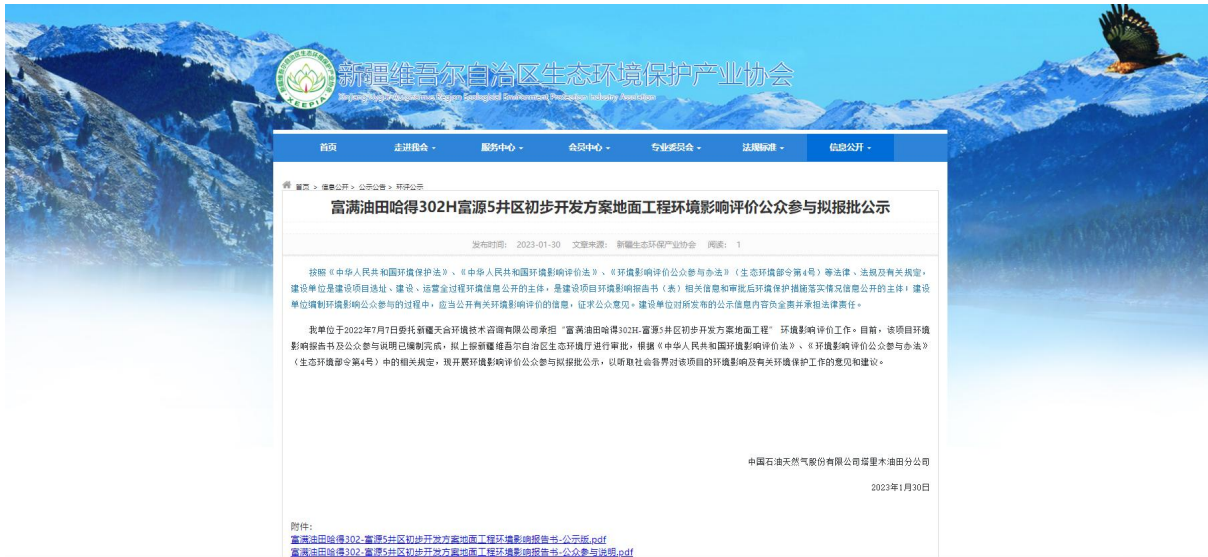 新疆维吾尔自治区生态环境保护产业协会
XEEPIA
首页 走进我会 服务中心 会员中心 专业委员会 法规标准 信息公开
首页 > 信息公开 > 公示公告 > 环评公示
富满油田哈得302H富源5井区初步开发方案地面工程环境影响评价公众参与拟报批公示
发布时间: 2023-01-30 文章来源: 新疆生态环保产业协会 阅读: 1
按照《中华人民共和国环境保护法》、《中华人民共和国环境影响评价法》、《环境影响评价公众参与办法》(生态环境部令第4号)等法律、法规及有关规定,
建设单位是建设项目选址、建设、运营全过程环境信息公开的主体,是建设项目环境影响报告书(表)相关信息和审批后环境保护措施落实情况信息公开的主体!建设
单位编制环境影响公众参与的过程中,应当公开有关环境影响评价的信息,证求公众意见。建设单位对所发布的公示信息内容负全责并承担法律责任。
我单位于2022年7月7日委托新疆天合环境技术咨询有限公司承担“富满油田哈得302H-富源5井区初步开发方案地面工程” 环境影响评价工作。目前,该项目环境
影响报告书及公众参与说明已编制完成,拟上报新疆维吾尔自治区生态环境厅进行审批,根据《中华人民共和国环境影响评价法》、《环境影响评价公众参与办法》
(生态环境部令第4号)中的相关规定,现开展环境影响评价公众参与拟报批公示,以听取社会各界对该项目的环境影响及有关环境保护工作的意见和建议。
中国石油天然气股份有限公司塔里木油田分公司
2023年1月30日
附件:
富满油田哈得302-富源5井区初步开发方案地面工程环境影响报告书-公示版.pdf
富满油田哈得302-富源5井区初步开发方案地面工程环境影响报告书-公众参与说明.pdf